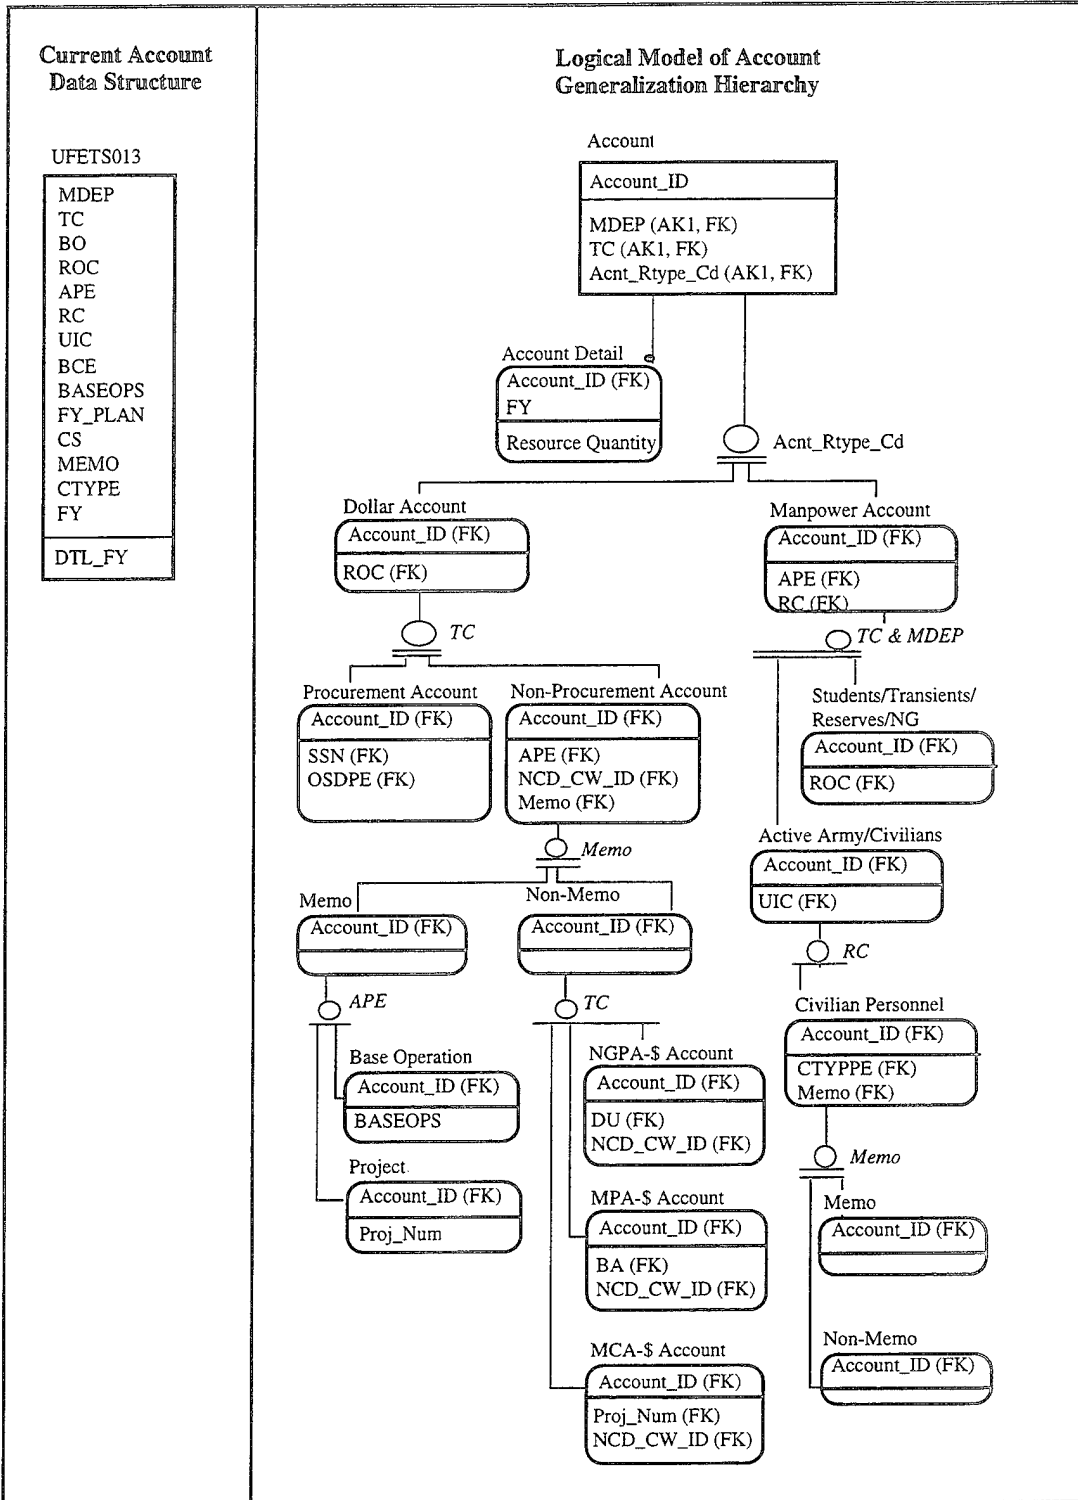 Current Account
Data Structure
UFETS013
MDEP
TC
BO
ROC
APE
RC
UIC
BCE
BASEOPS
FY_PLAN
CS
MEMO
CTYPE
FY
DTL_FY
Logical Model of Account
Generalization Hierarchy
Account
Account_ID
MDEP (AK1, FK)
TC (AK1, FK)
Acnt_Rtype_Cd (AK1, FK)
Account Detail
Account_ID (FK)
FY
Resource Quantity
Acnt_Rtype_Cd
Dollar Account
Account_ID (FK)
ROC (FK)
Manpower Account
Account_ID (FK)
APE (FK)
RC (FK)
TC
TC & MDEP
Procurement Account
Account_ID (FK)
SSN (FK)
OSDPE (FK)
Non-Procurement Account
Account_ID (FK)
APE (FK)
NCD_CW_ID (FK)
Memo (FK)
Students/Transients/
Reserves/NG
Account_ID (FK)
ROC (FK)
Memo
Active Army/Civilians
Account_ID (FK)
UIC (FK)
Memo
Account_ID (FK)
Non-Memo
Account_ID (FK)
RC
APE
TC
Civilian Personnel
Account_ID (FK)
CTYPPE (FK)
Memo (FK)
Base Operation
Account_ID (FK)
BASEOPS
NGPA-$ Account
Account_ID (FK)
DU (FK)
NCD_CW_ID (FK)
Memo
Project
Account_ID (FK)
Proj_Num
MPA-$ Account
Account_ID (FK)
BA (FK)
NCD_CW_ID (FK)
Memo
Account_ID (FK)
MCA-$ Account
Account_ID (FK)
Proj_Num (FK)
NCD_CW_ID (FK)
Non-Memo
Account_ID (FK)